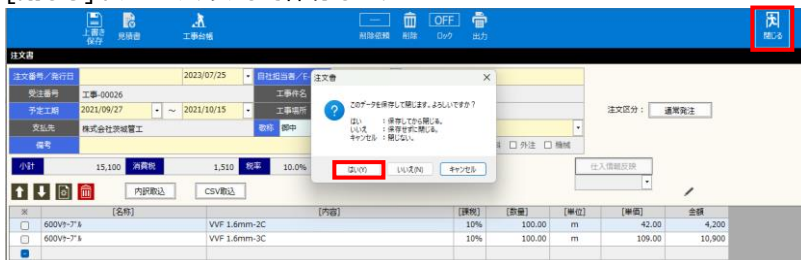 上書き保存 見積書 工事台帳 削除依頼 削除 OFF ロック 出力 閉じる
注文書
注文番号／発行日 2023/07/25 自社担当者／E-
受注番号 工事-00026 工事件名
予定工期 2021/09/27 ～ 2021/10/15 工事場所 注文区分： 通常発注
支払先 株式会社茨城管工 敬称 御中
備考 外注 機械
小計 15,100 消費税 1,510 税率 10.0% 仕入情報反映
内訳取込 CSV取込
注文書
このデータを保存して閉じます。よろしいですか？
はい ：保存してから閉じる。
いいえ ：保存せずに閉じる。
キャンセル ：閉じない。
はい(Y) いいえ(N) キャンセル
※ [名称] [内容] [課税] [数量] [単位] [単価] 金額
600Vｹｰﾌﾞﾙ VVF 1.6mm-2C 10% 100.00 m 42.00 4,200
600Vｹｰﾌﾞﾙ VVF 1.6mm-3C 10% 100.00 m 109.00 10,900